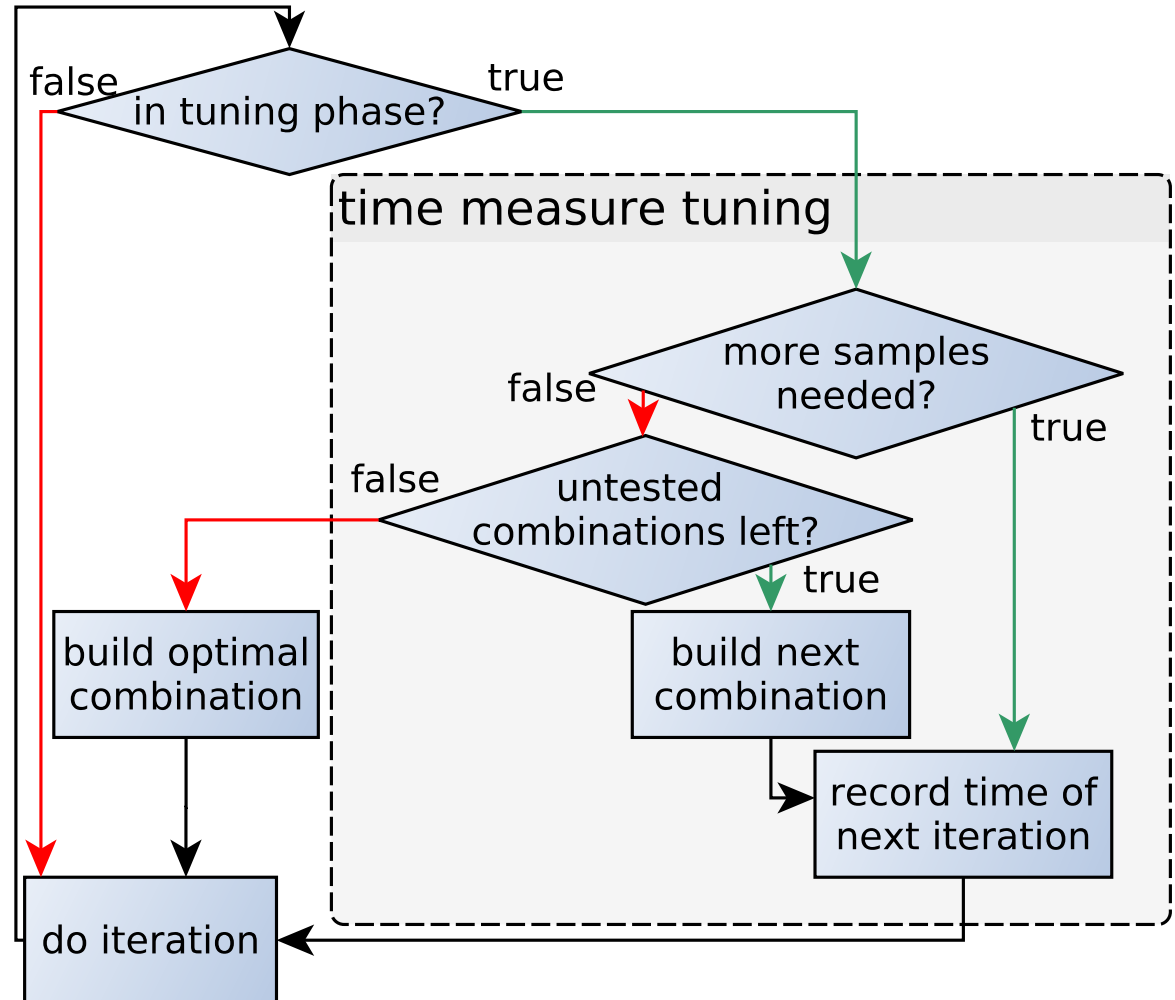 false
true
in tuning phase?
time measure tuning
more samples
needed?
false
true
untested
combinations left?
false
true
build optimal
combination
build next
combination
record time of
next iteration
do iteration